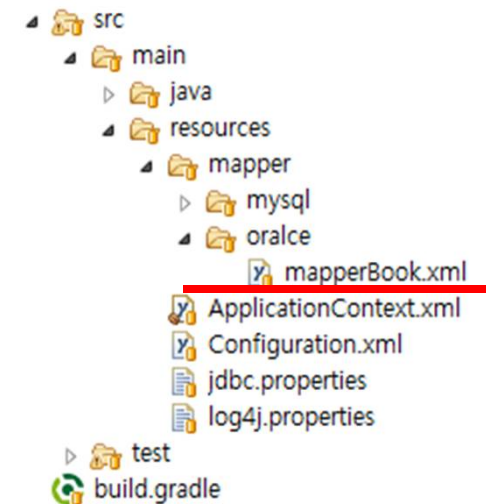 src
main
java
resources
mapper
mysql
oralce
mapperBook.xml
ApplicationContext.xml
Configuration.xml
jdbc.properties
log4j.properties
test
build.gradle